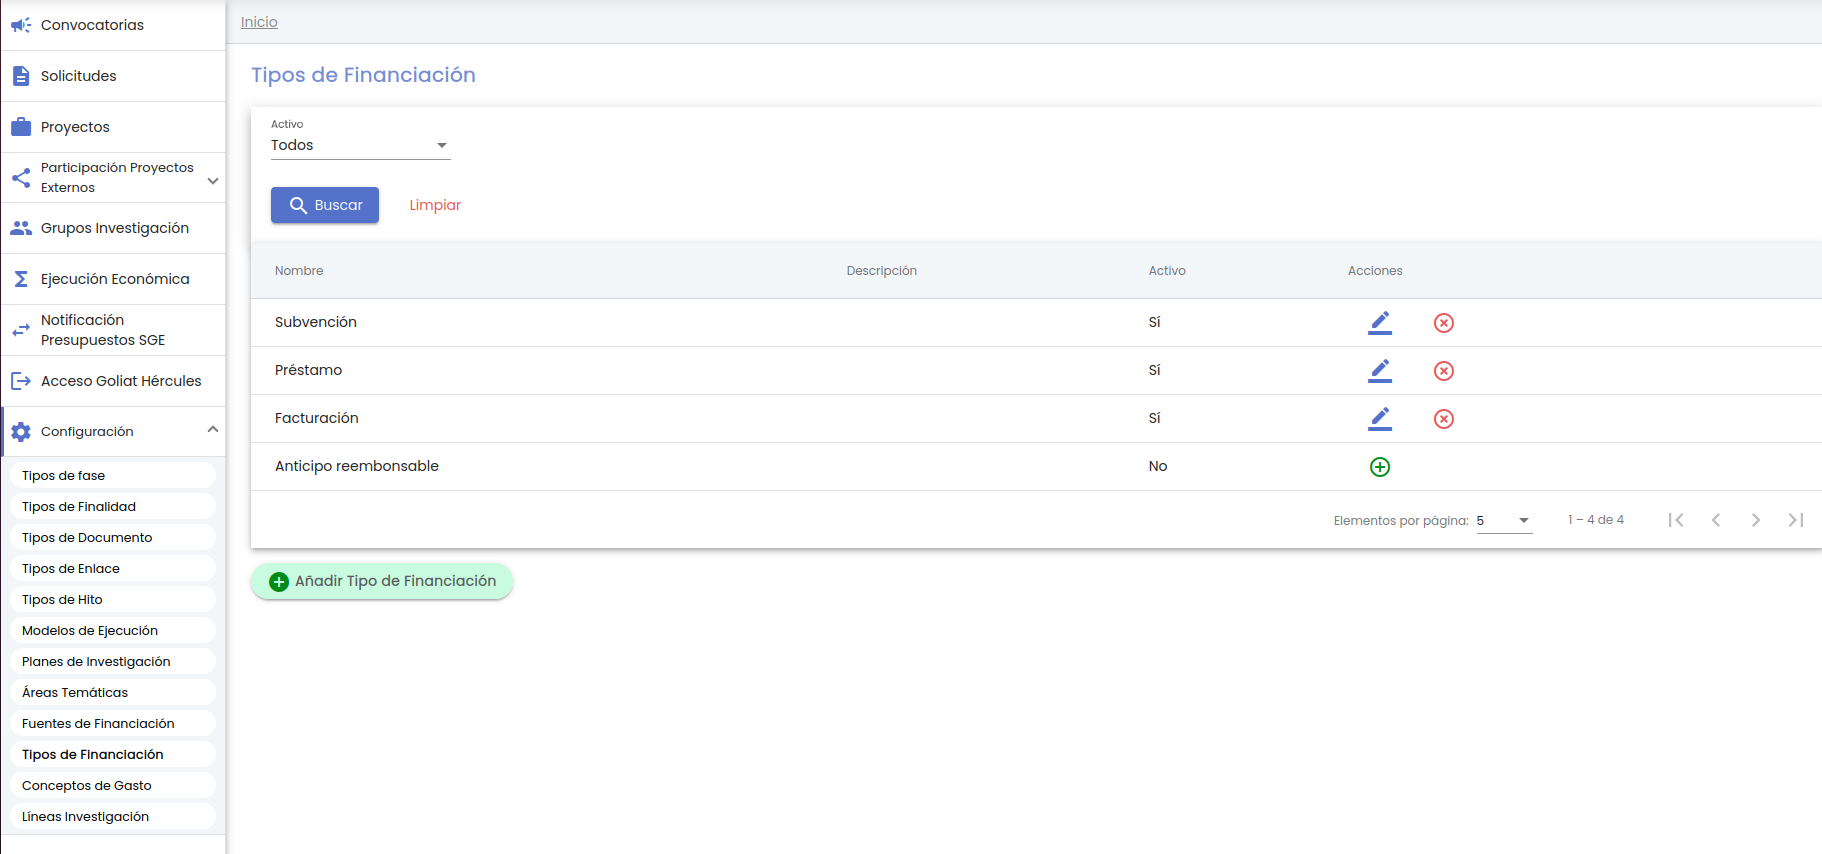 Convocatorias
Solicitudes
Proyectos
Participación Proyectos
Externos
Grupos Investigación
Ejecución Económica
Notificación
Presupuestos SGE
Acceso Goliat Hércules
Configuración
Tipos de fase
Tipos de Finalidad
Tipos de Documento
Tipos de Enlace
Tipos de Hito
Modelos de Ejecución
Planes de Investigación
Áreas Temáticas
Fuentes de Financiación
Tipos de Financiación
Conceptos de Gasto
Líneas Investigación
Inicio
Tipos de Financiación
Activo
Todos
Buscar Limpiar
Nombre Descripción Activo Acciones
Subvención Sí
Préstamo Sí
Facturación Sí
Anticipo reembonsable No
Elementos por página: 5 1 – 4 de 4
Añadir Tipo de Financiación